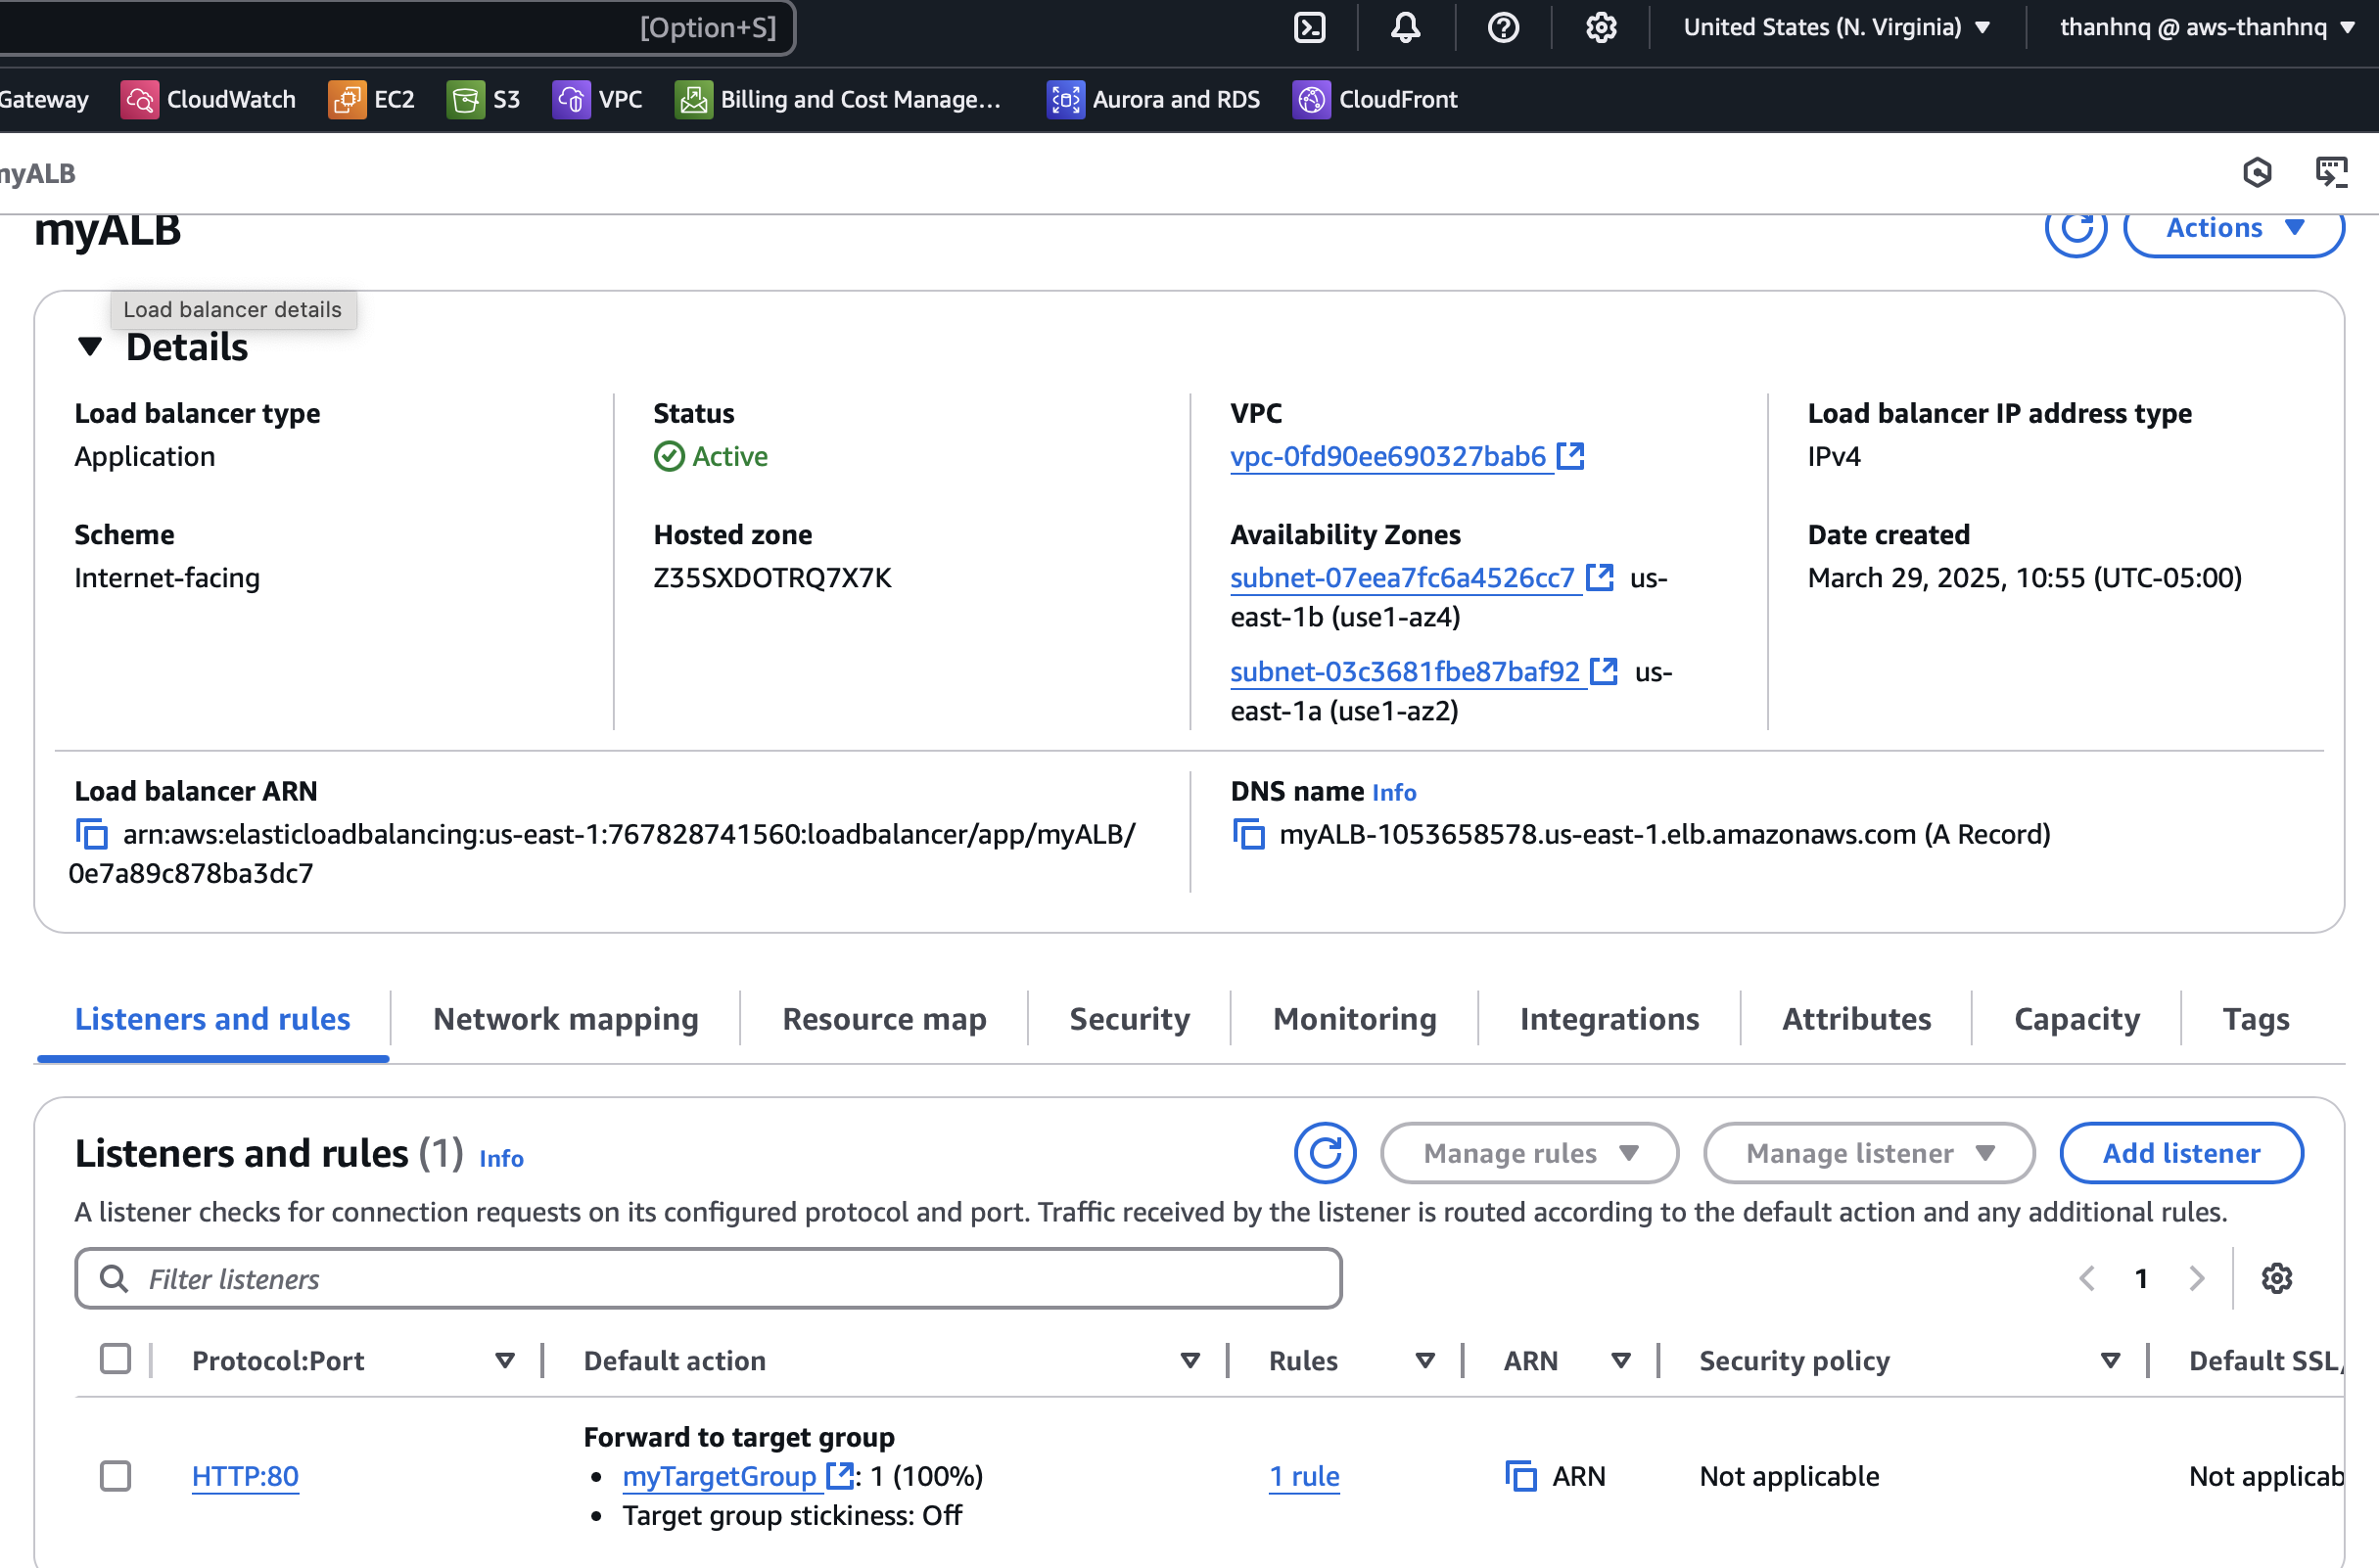 [Option+S]
United States (N. Virginia)
thanhnq @ aws-thanhnq
Gateway
CloudWatch
EC2
S3
VPC
Billing and Cost Manage...
Aurora and RDS
CloudFront
myALB
myALB
Actions
Load balancer details
Details
Load balancer type
Application
Status
Active
VPC
vpc-0fd90ee690327bab6
Load balancer IP address type
IPv4
Scheme
Internet-facing
Hosted zone
Z35SXDOTRQ7X7K
Availability Zones
subnet-07eea7fc6a4526cc7 us-
east-1b (use1-az4)
subnet-03c3681fbe87baf92 us-
east-1a (use1-az2)
Date created
March 29, 2025, 10:55 (UTC-05:00)
Load balancer ARN
arn:aws:elasticloadbalancing:us-east-1:767828741560:loadbalancer/app/myALB/
0e7a89c878ba3dc7
DNS name Info
myALB-1053658578.us-east-1.elb.amazonaws.com (A Record)
Listeners and rules
Network mapping
Resource map
Security
Monitoring
Integrations
Attributes
Capacity
Tags
Listeners and rules (1) Info
Manage rules
Manage listener
Add listener
A listener checks for connection requests on its configured protocol and port. Traffic received by the listener is routed according to the default action and any additional rules.
Filter listeners
1
Protocol:Port
Default action
Rules
ARN
Security policy
Default SSL/
HTTP:80
Forward to target group
• myTargetGroup : 1 (100%)
• Target group stickiness: Off
1 rule
ARN
Not applicable
Not applicab